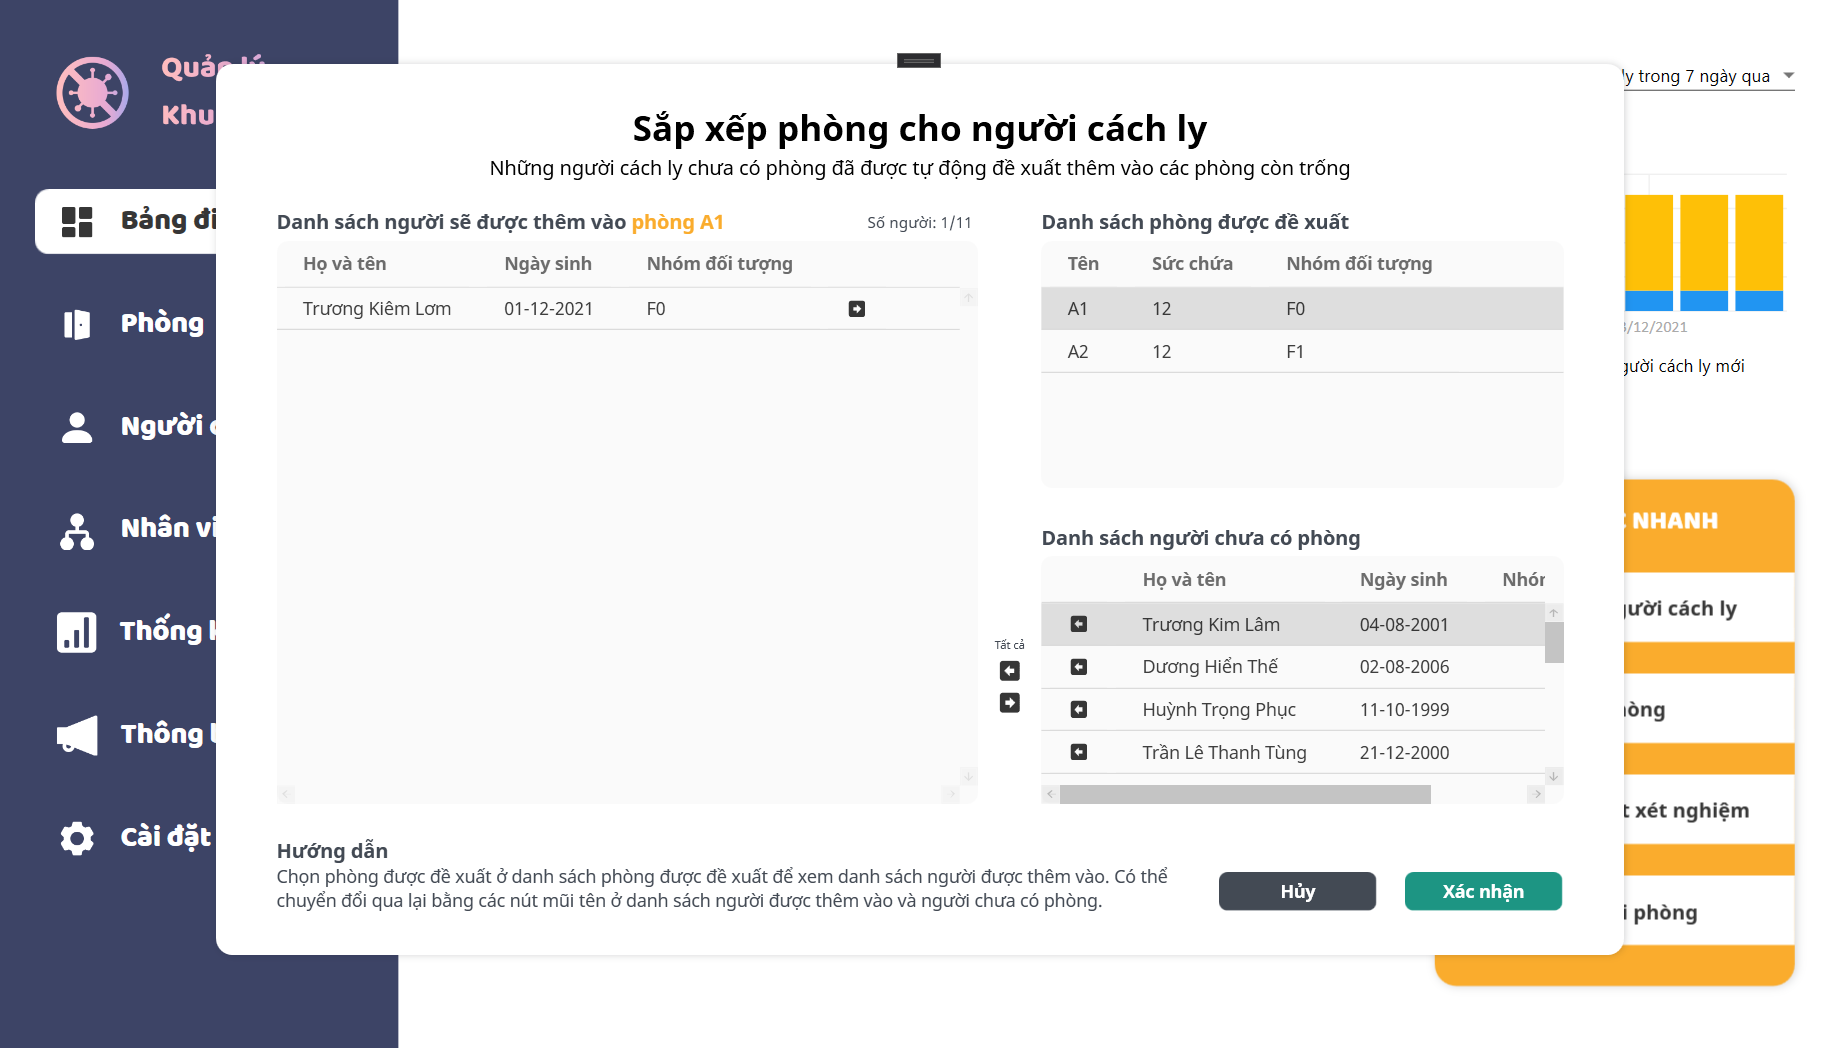 Khu
Bảng
Phòng
Người
Nhân
Thống
Thông
Cài đặt
Sắp xếp phòng cho người cách ly
Những người cách ly chưa có phòng đã được tự động đề xuất thêm vào các phòng còn trống
Danh sách người sẽ được thêm vào phòng A1
Số người: 1/11
Họ và tên Ngày sinh Nhóm đối tượng
Trương Kiêm Lơm 01-12-2021 F0
Danh sách phòng được đề xuất
Tên Sức chứa Nhóm đối tượng
A1 12 F0
A2 12 F1
Tất cả
Danh sách người chưa có phòng
Họ và tên Ngày sinh
Trương Kim Lâm 04-08-2001
Dương Hiển Thế 02-08-2006
Huỳnh Trọng Phục 11-10-1999
Trần Lê Thanh Tùng 21-12-2000
Hướng dẫn
Chọn phòng được đề xuất ở danh sách phòng được đề xuất để xem danh sách người được thêm vào. Có thể
chuyển đổi qua lại bằng các nút mũi tên ở danh sách người được thêm vào và người chưa có phòng.
Hủy
Xác nhận
ly trong 7 ngày qua
/12/2021
cách ly mới
NHANH
cách ly
xét nghiệm
phòng